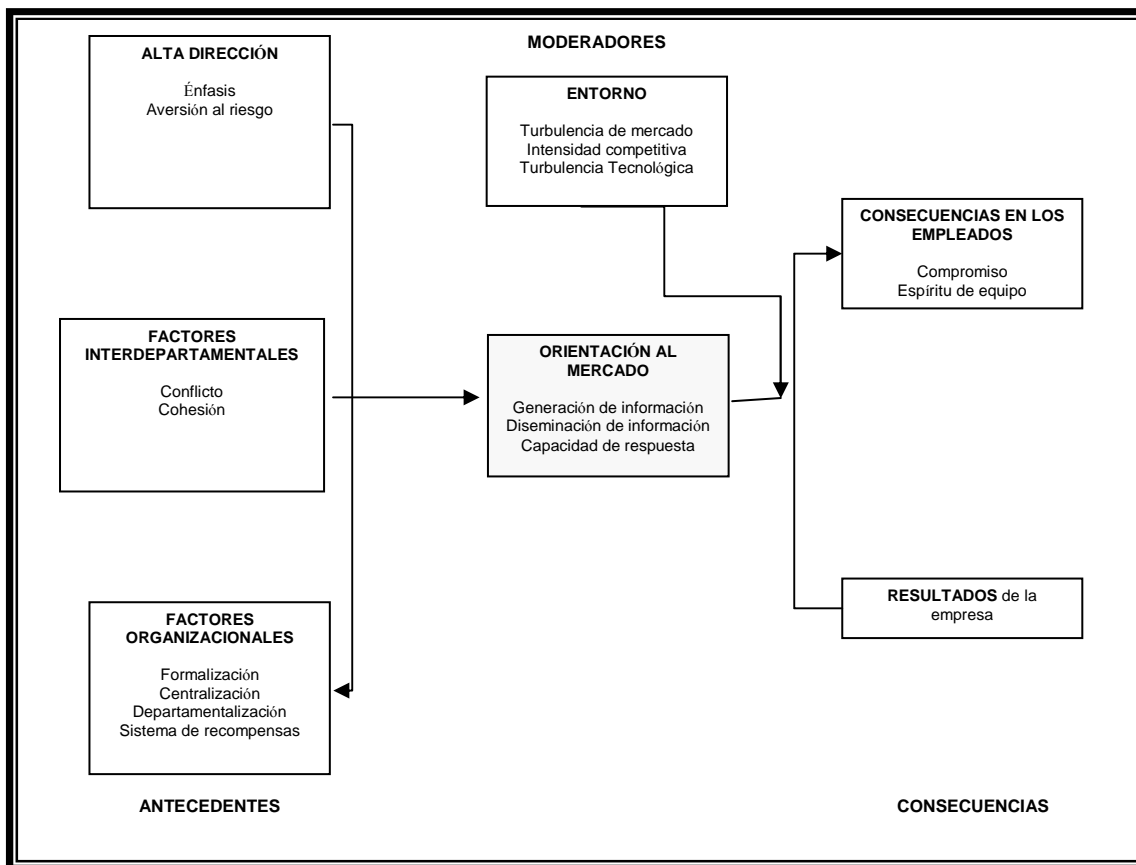 ALTA DIRECCIÓN
Énfasis
Aversión al riesgo
MODERADORES
ENTORNO
Turbulencia de mercado
Intensidad competitiva
Turbulencia Tecnológica
CONSECUENCIAS EN LOS
EMPLEADOS
Compromiso
Espíritu de equipo
FACTORES
INTERDEPARTAMENTALES
Conflicto
Cohesión
ORIENTACIÓN AL
MERCADO
Generación de información
Diseminación de información
Capacidad de respuesta
RESULTADOS de la
empresa
FACTORES
ORGANIZACIONALES
Formalización
Centralización
Departamentalización
Sistema de recompensas
ANTECEDENTES
CONSECUENCIAS